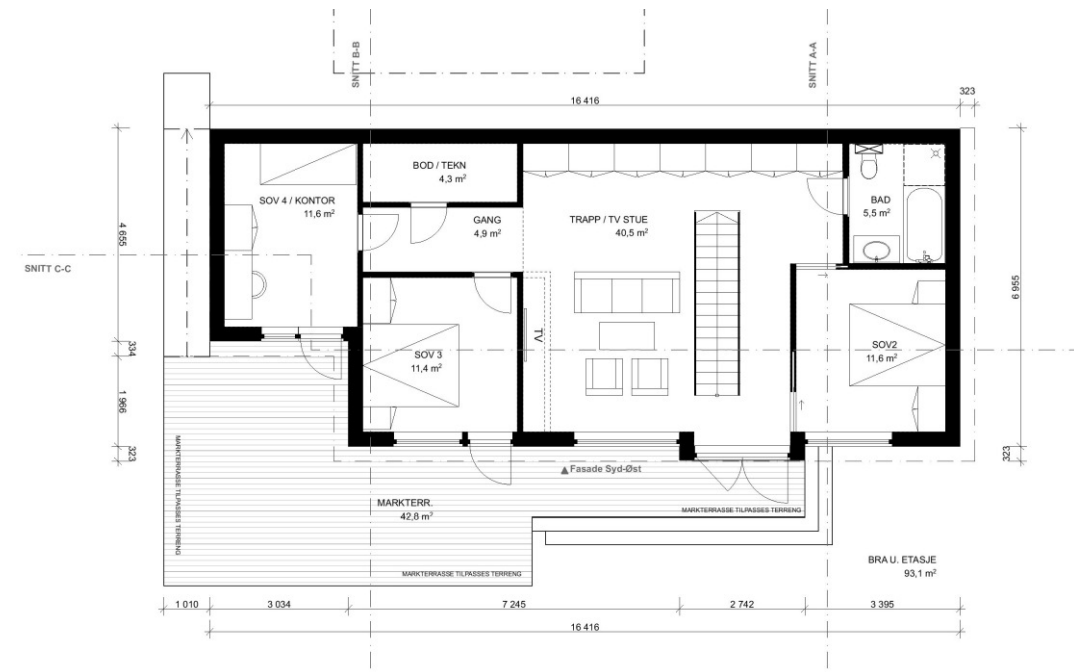 SNITT B-B
SNITT A-A
323
16 416
BOD / TEKN
4,3 m²
SOV 4 / KONTOR
11,6 m²
GANG
4,9 m²
TRAPP / TV STUE
40,5 m²
BAD
5,5 m²
4 655
SNITT C-C
6 955
334
TV
SOV 3
11,4 m²
SOV2
11,6 m²
1 966
323
323
MARKTERRASSE TILPASSES TERRENG
Fasade Syd-Øst
MARKTERR.
42,8 m²
MARKTERRASSE TILPASSES TERRENG
BRA U. ETASJE
93,1 m²
MARKTERRASSE TILPASSES TERRENG
1 010
3 034
7 245
2 742
3 395
16 416